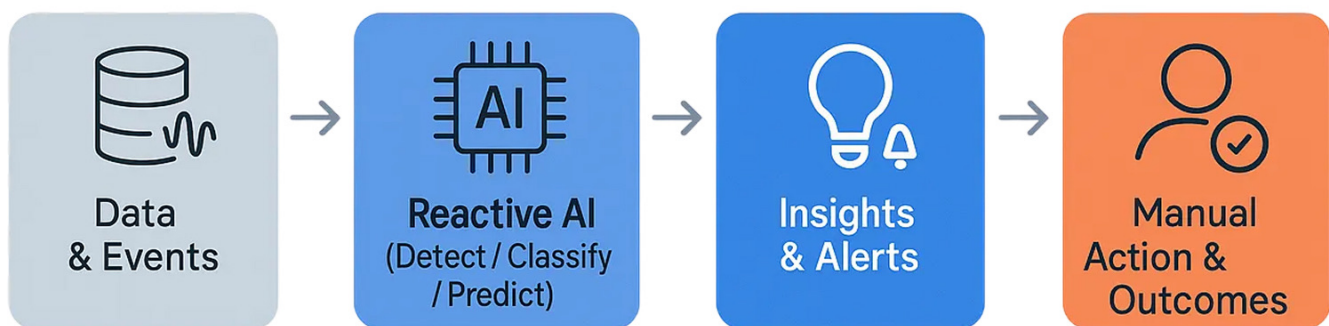 Data
& Events
AI
Reactive AI
(Detect / Classify
/ Predict)
Insights
& Alerts
Manual
Action &
Outcomes